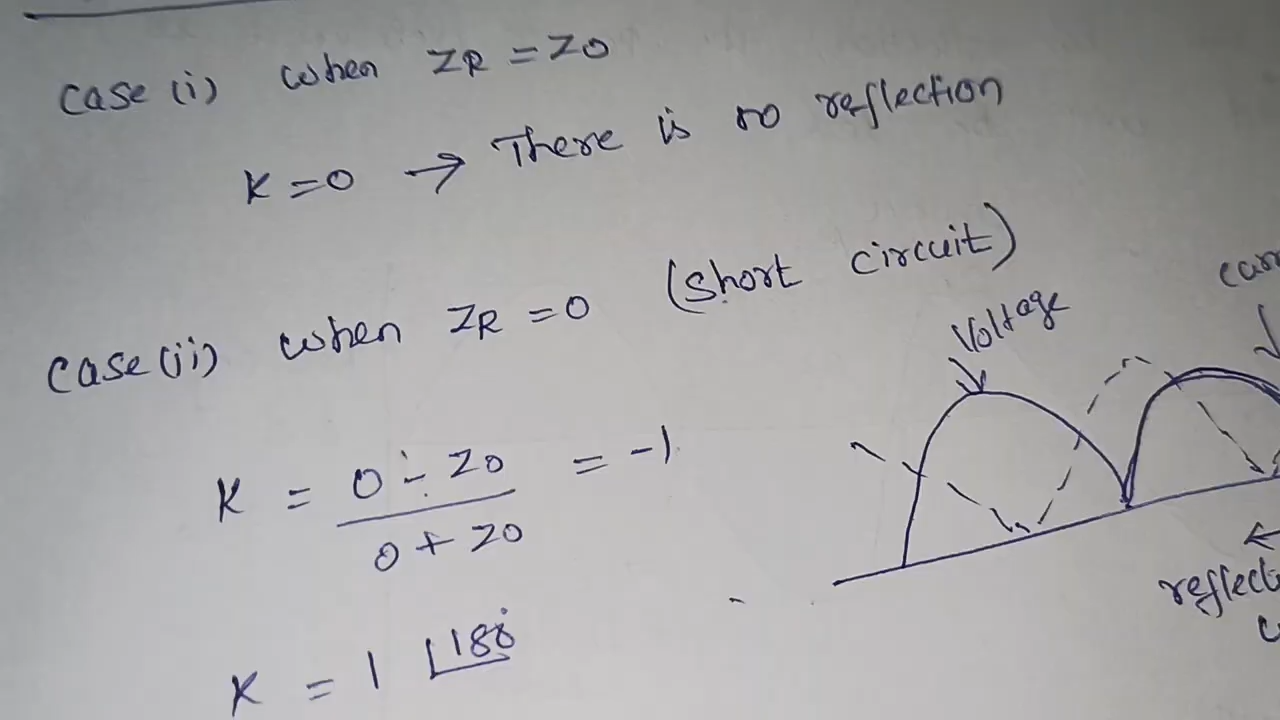 case (i) when ZR = Z0
K = 0 → There is no reflection
case (ii) when ZR = 0 (short circuit)
Voltage
K = 0 - Z0 / 0 + Z0 = -1
K = 1 ∠180°